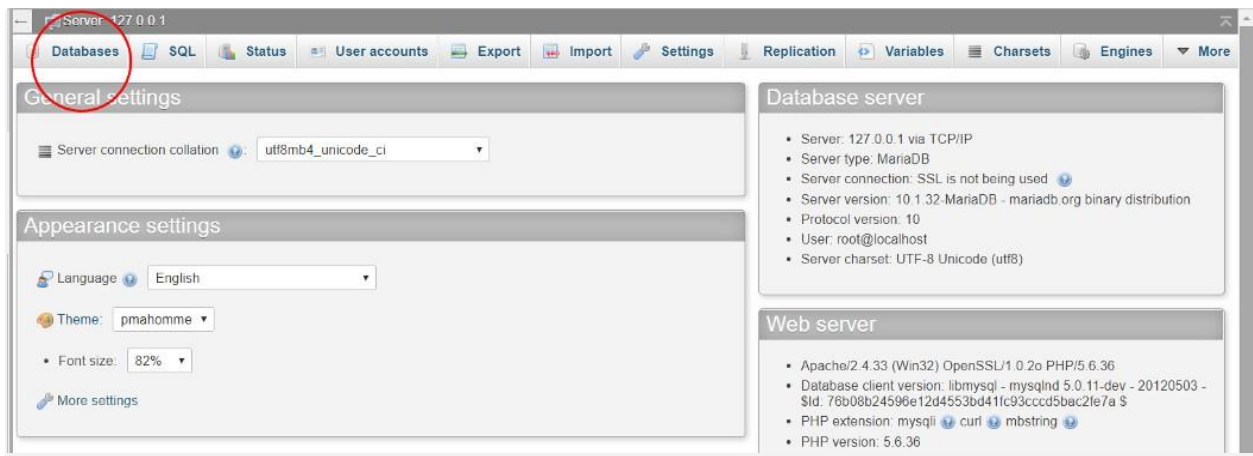 Server: 127.0.0.1
Databases SQL Status User accounts Export Import Settings Replication Variables Charsets Engines More
General settings
Server connection collation : utf8mb4_unicode_ci
Appearance settings
Language English
Theme: pmahomme
• Font size: 82%
More settings
Database server
• Server: 127.0.0.1 via TCP/IP
• Server type: MariaDB
• Server connection: SSL is not being used
• Server version: 10.1.32-MariaDB - mariadb.org binary distribution
• Protocol version: 10
• User: root@localhost
• Server charset: UTF-8 Unicode (utf8)
Web server
• Apache/2.4.33 (Win32) OpenSSL/1.0.2o PHP/5.6.36
• Database client version: libmysql - mysqlnd 5.0.11-dev - 20120503 -
$Id: 76b08b24596e12d4553bd41fc93cccd5bac2fe7a $
• PHP extension: mysqli curl mbstring
• PHP version: 5.6.36